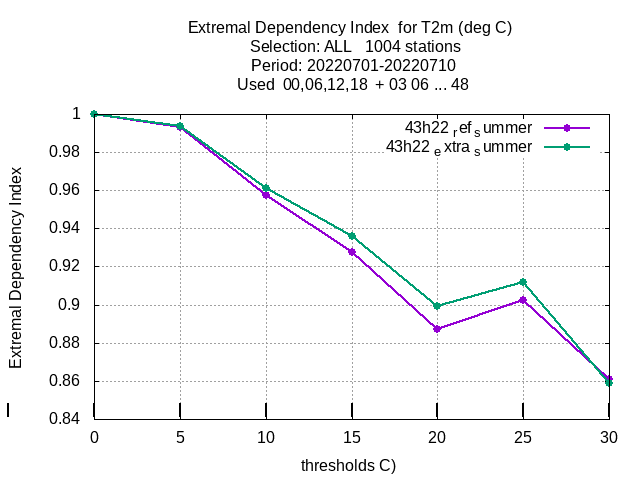 Extremal Dependency Index for T2m (deg C)
Selection: ALL 1004 stations
Period: 20220701-20220710
Used 00,06,12,18 + 03 06 ... 48
43h22 ref summer
43h22 extra summer
Extremal Dependency Index
1
0.98
0.96
0.94
0.92
0.9
0.88
0.86
0.84
0 5 10 15 20 25 30
thresholds C)